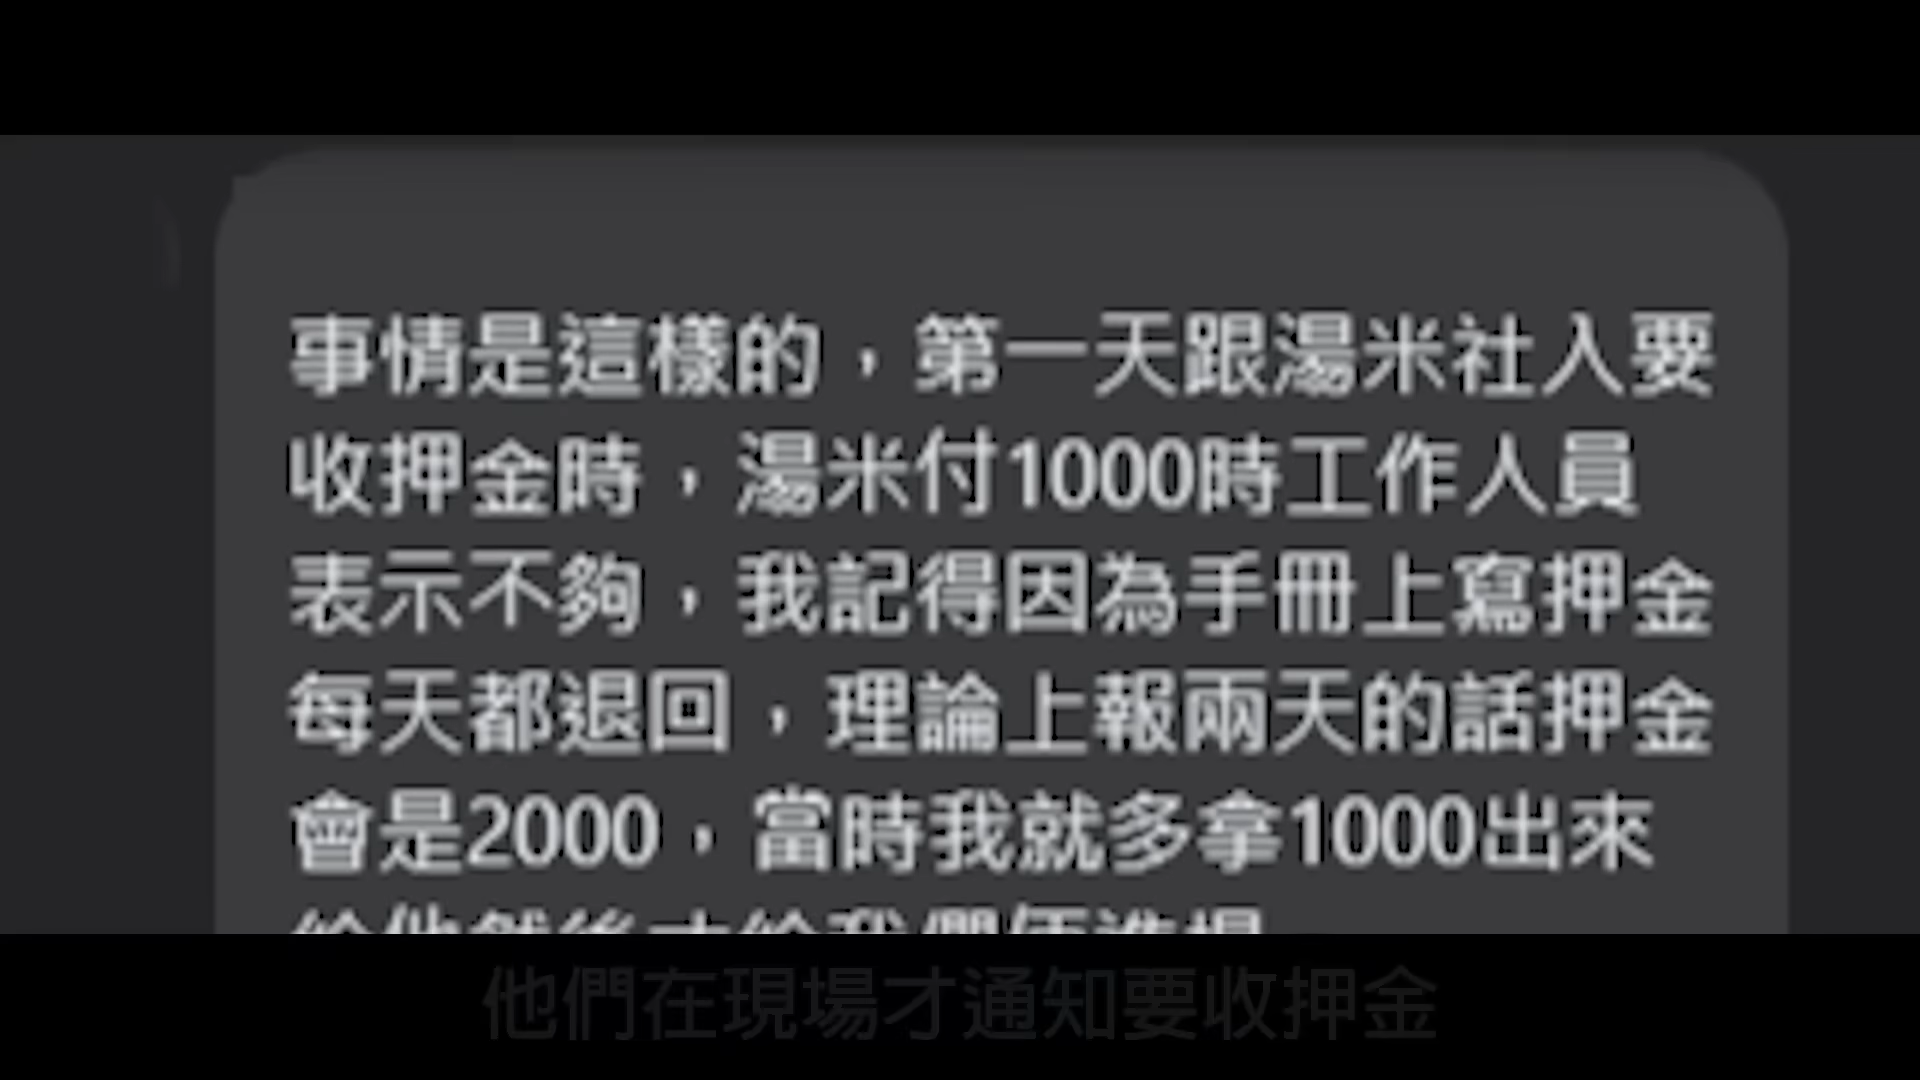 事情是這樣的，第一天跟湯米社入要
收押金時，湯米付1000時工作人員
表示不夠，我記得因為手冊上寫押金
每天都退回，理論上報兩天的話押金
會是2000，當時我就多拿1000出來
他們在現場才通知要收押金